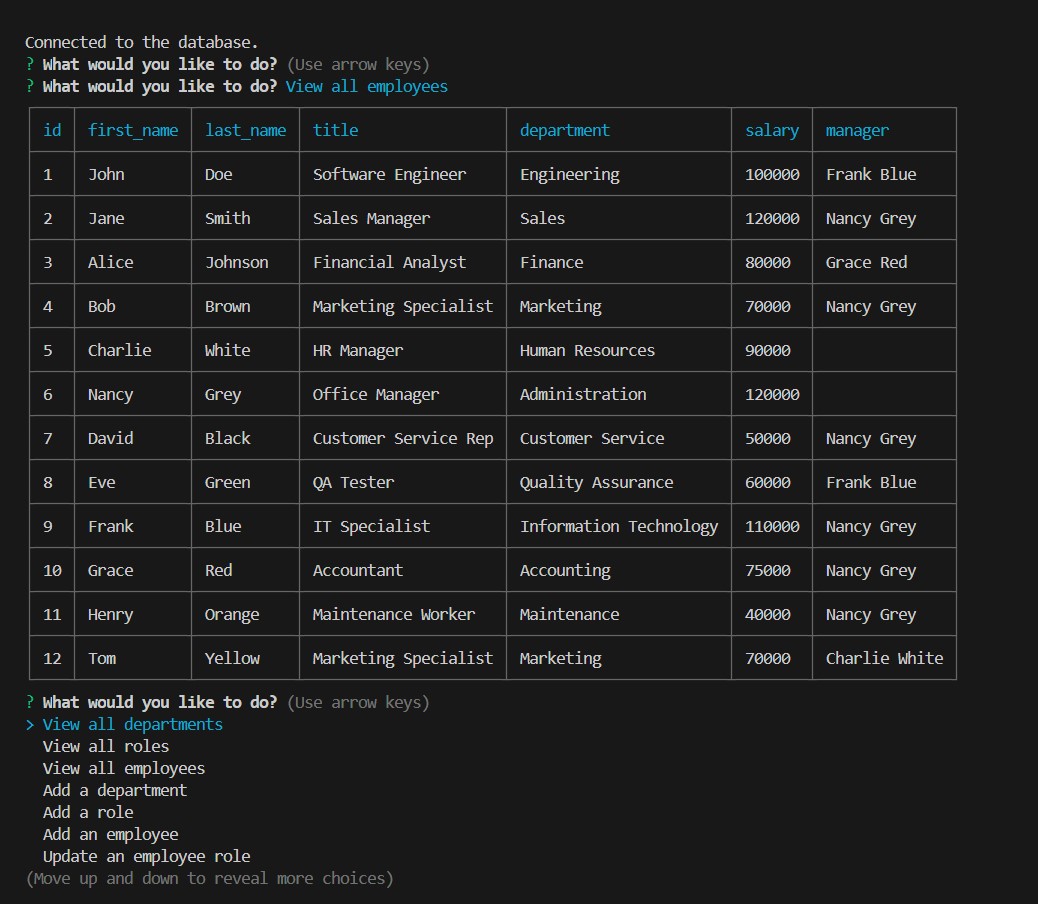 Connected to the database.
? What would you like to do? (Use arrow keys)
? What would you like to do? View all employees
id first_name last_name title department salary manager
1 John Doe Software Engineer Engineering 100000 Frank Blue
2 Jane Smith Sales Manager Sales 120000 Nancy Grey
3 Alice Johnson Financial Analyst Finance 80000 Grace Red
4 Bob Brown Marketing Specialist Marketing 70000 Nancy Grey
5 Charlie White HR Manager Human Resources 90000
6 Nancy Grey Office Manager Administration 120000
7 David Black Customer Service Rep Customer Service 50000 Nancy Grey
8 Eve Green QA Tester Quality Assurance 60000 Frank Blue
9 Frank Blue IT Specialist Information Technology 110000 Nancy Grey
10 Grace Red Accountant Accounting 75000 Nancy Grey
11 Henry Orange Maintenance Worker Maintenance 40000 Nancy Grey
12 Tom Yellow Marketing Specialist Marketing 70000 Charlie White
? What would you like to do? (Use arrow keys)
> View all departments
View all roles
View all employees
Add a department
Add a role
Add an employee
Update an employee role
(Move up and down to reveal more choices)